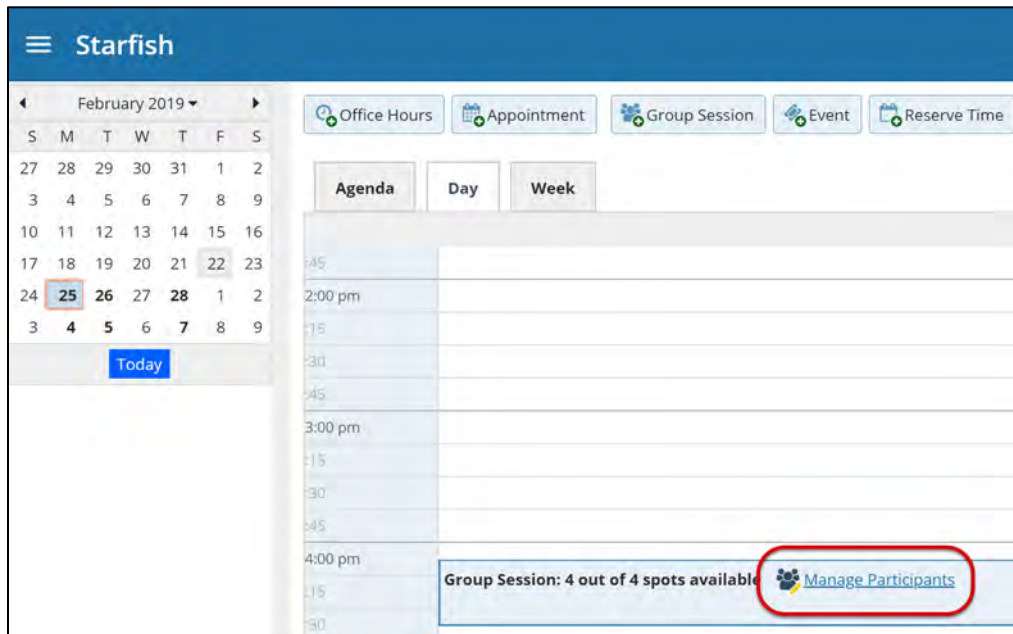 Starfish
February 2019
S M T W T F S
27 28 29 30 31 1 2
3 4 5 6 7 8 9
10 11 12 13 14 15 16
17 18 19 20 21 22 23
24 25 26 27 28 1 2
3 4 5 6 7 8 9
Today
Office Hours Appointment Group Session Event Reserve Time
Agenda Day Week
:45
2:00 pm
:15
:30
:45
3:00 pm
:15
:30
:45
4:00 pm
Group Session: 4 out of 4 spots available Manage Participants
:15
:30